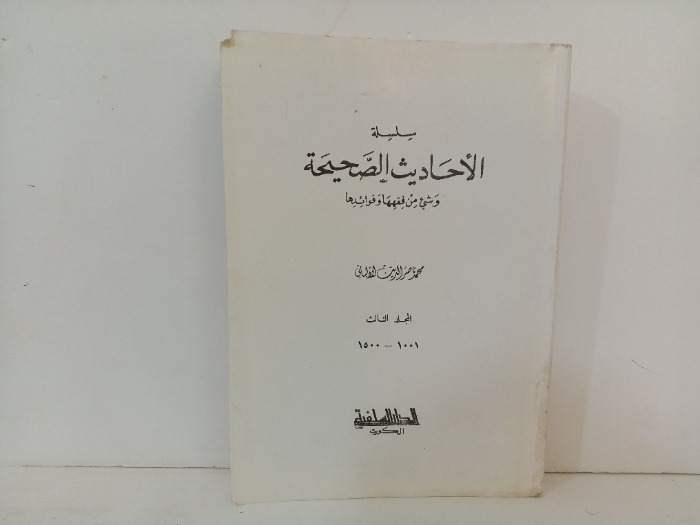 سلسلة
الأحاديث الصحيحة
وشيء من فقهها وفوائدها
محمد ناصر الدين الألباني
المجلد الثالث
١٠٠١ - ١٥٠٠
الدار السلفية
الكويت